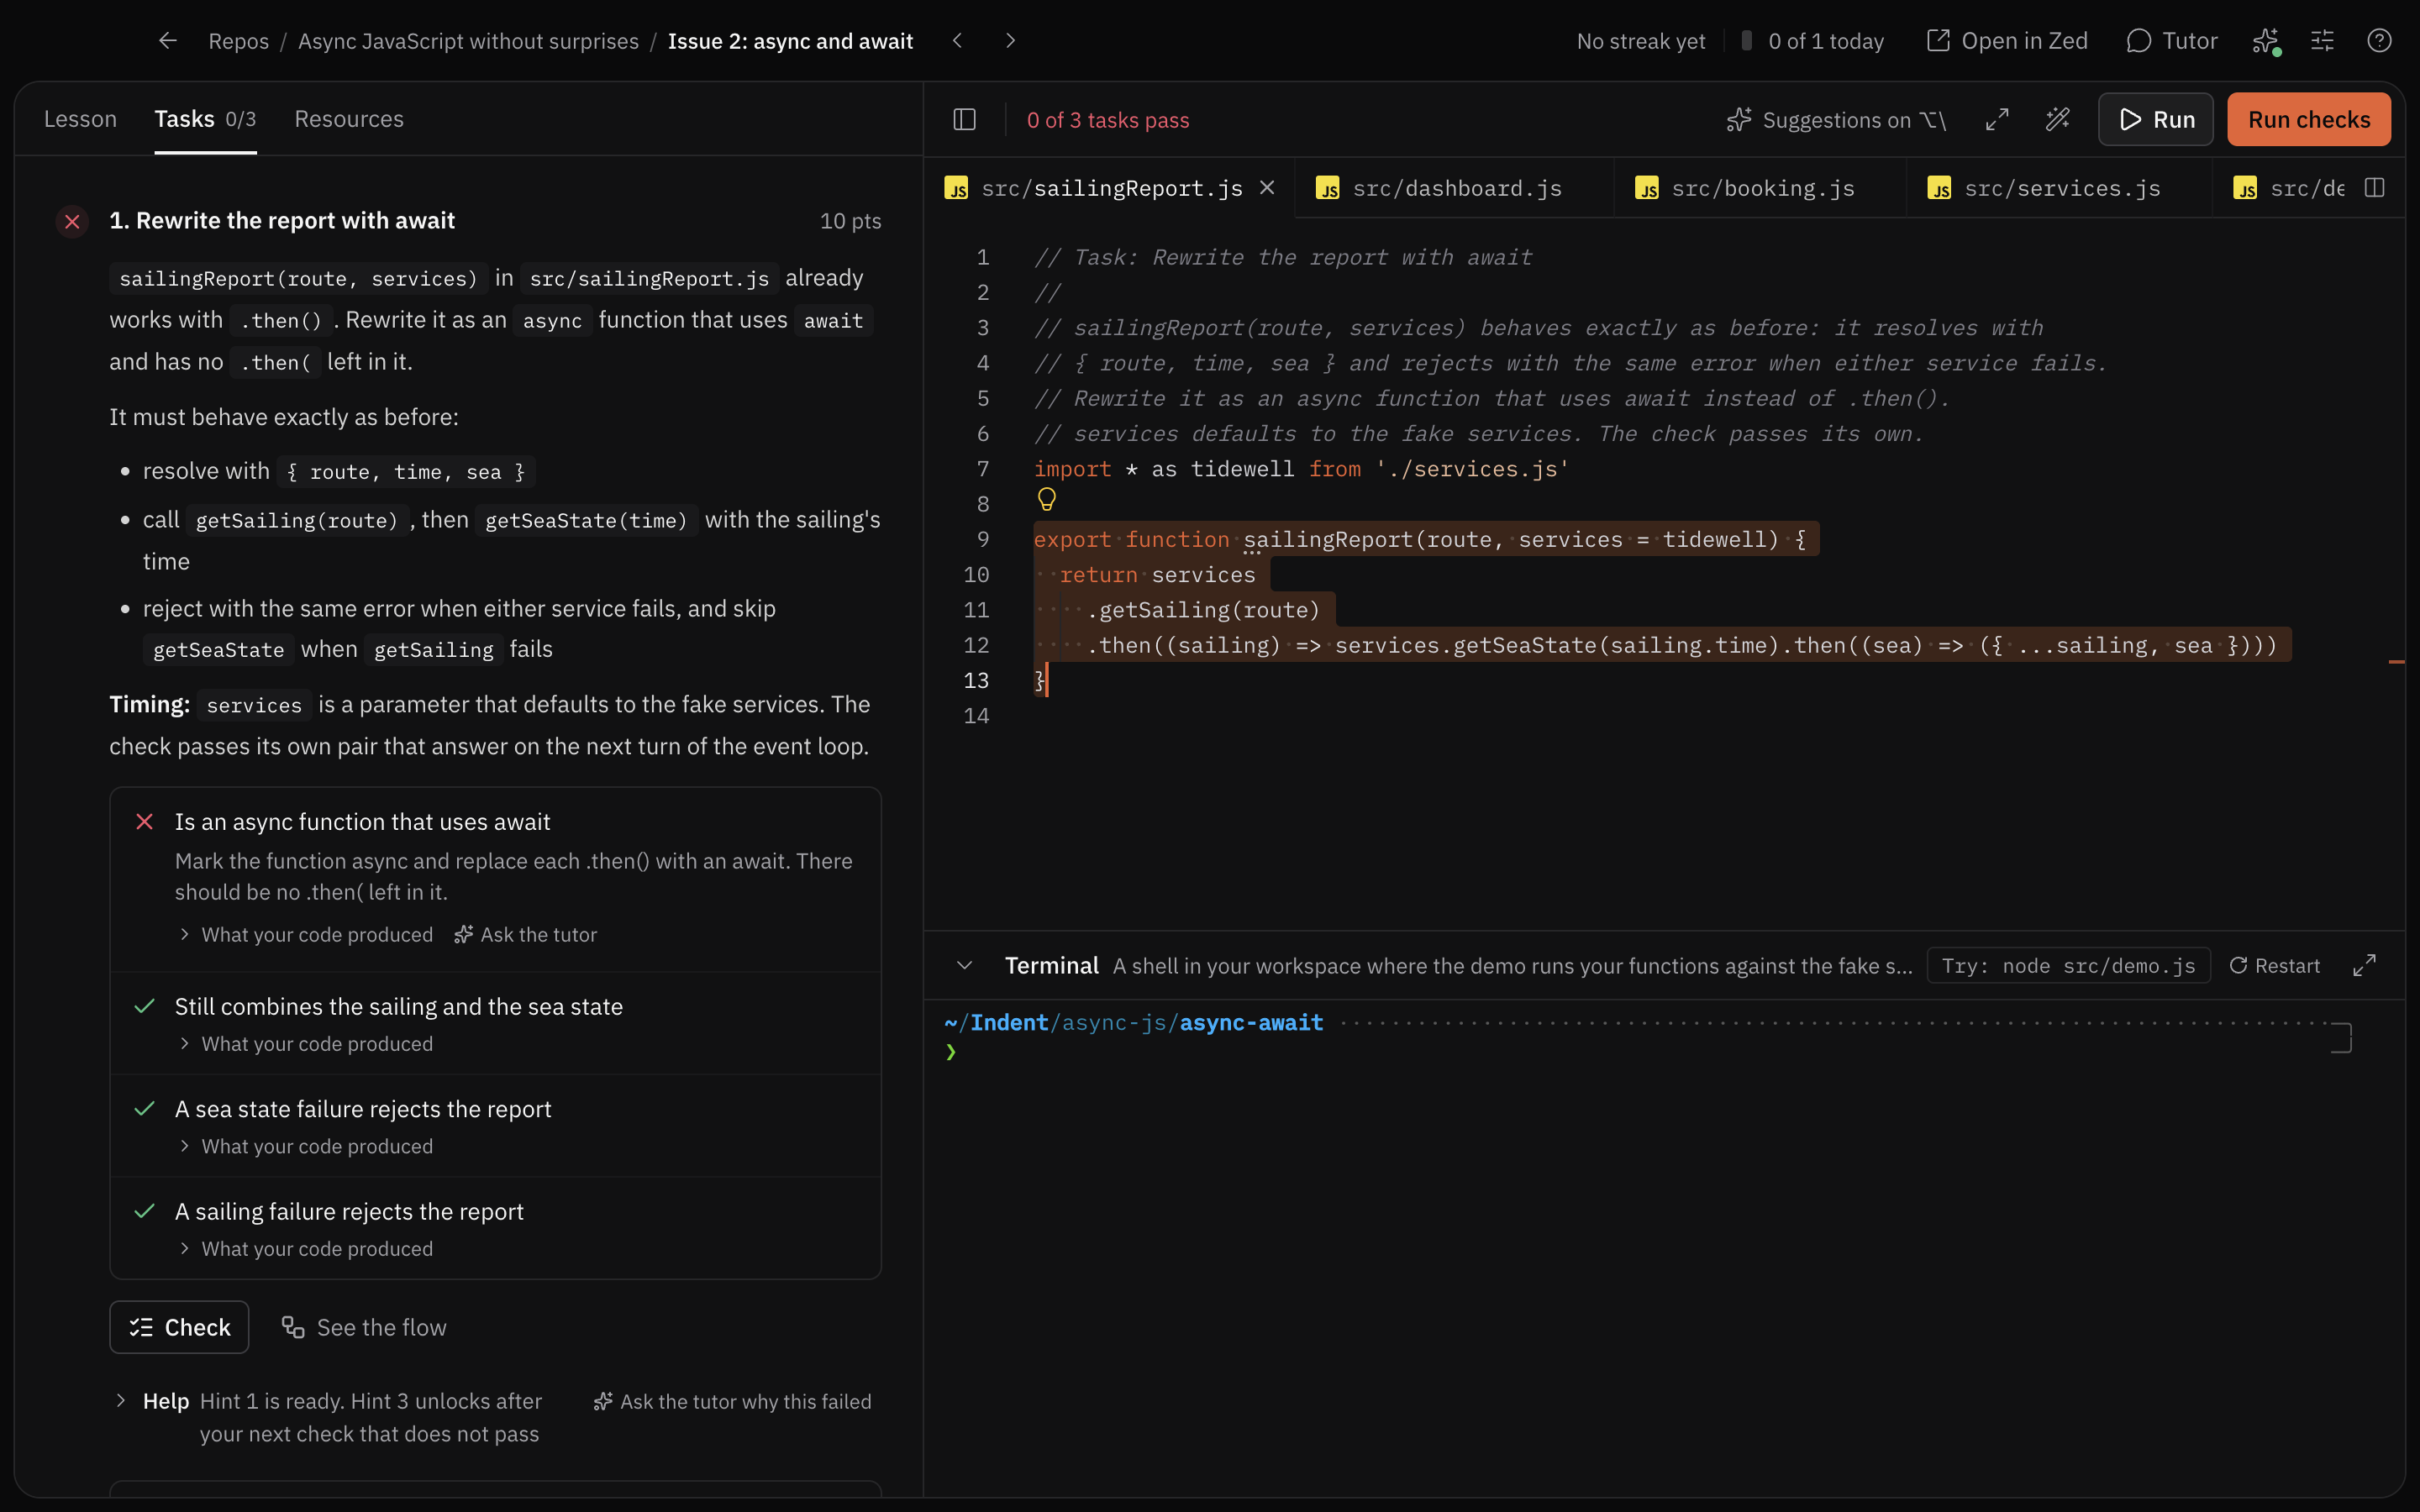 Repos / Async JavaScript without surprises / Issue 2: async and await
No streak yet
0 of 1 today
Open in Zed
Tutor
Lesson
Tasks 0/3
Resources
1. Rewrite the report with await
10 pts
sailingReport(route, services) in src/sailingReport.js already
works with .then() . Rewrite it as an async function that uses await
and has no .then( left in it.
It must behave exactly as before:
resolve with { route, time, sea }
call getSailing(route) , then getSeaState(time) with the sailing's
time
reject with the same error when either service fails, and skip
getSeaState when getSailing fails
Timing: services is a parameter that defaults to the fake services. The
check passes its own pair that answer on the next turn of the event loop.
Is an async function that uses await
Mark the function async and replace each .then() with an await. There
should be no .then( left in it.
What your code produced
Ask the tutor
Still combines the sailing and the sea state
What your code produced
A sea state failure rejects the report
What your code produced
A sailing failure rejects the report
What your code produced
Check
See the flow
Help Hint 1 is ready. Hint 3 unlocks after
your next check that does not pass
Ask the tutor why this failed
0 of 3 tasks pass
Suggestions on ⌥\
Run
Run checks
JS src/sailingReport.js
JS src/dashboard.js
JS src/booking.js
JS src/services.js
JS src/de
1 // Task: Rewrite the report with await
2 //
3 // sailingReport(route, services) behaves exactly as before: it resolves with
4 // { route, time, sea } and rejects with the same error when either service fails.
5 // Rewrite it as an async function that uses await instead of .then().
6 // services defaults to the fake services. The check passes its own.
7 import * as tidewell from './services.js'
8
9 export function sailingReport(route, services = tidewell) {
10 return services
11 .getSailing(route)
12 .then((sailing) => services.getSeaState(sailing.time).then((sea) => ({ ...sailing, sea })))
13 }
14
Terminal A shell in your workspace where the demo runs your functions against the fake s...
Try: node src/demo.js
Restart
~/Indent/async-js/async-await
❯